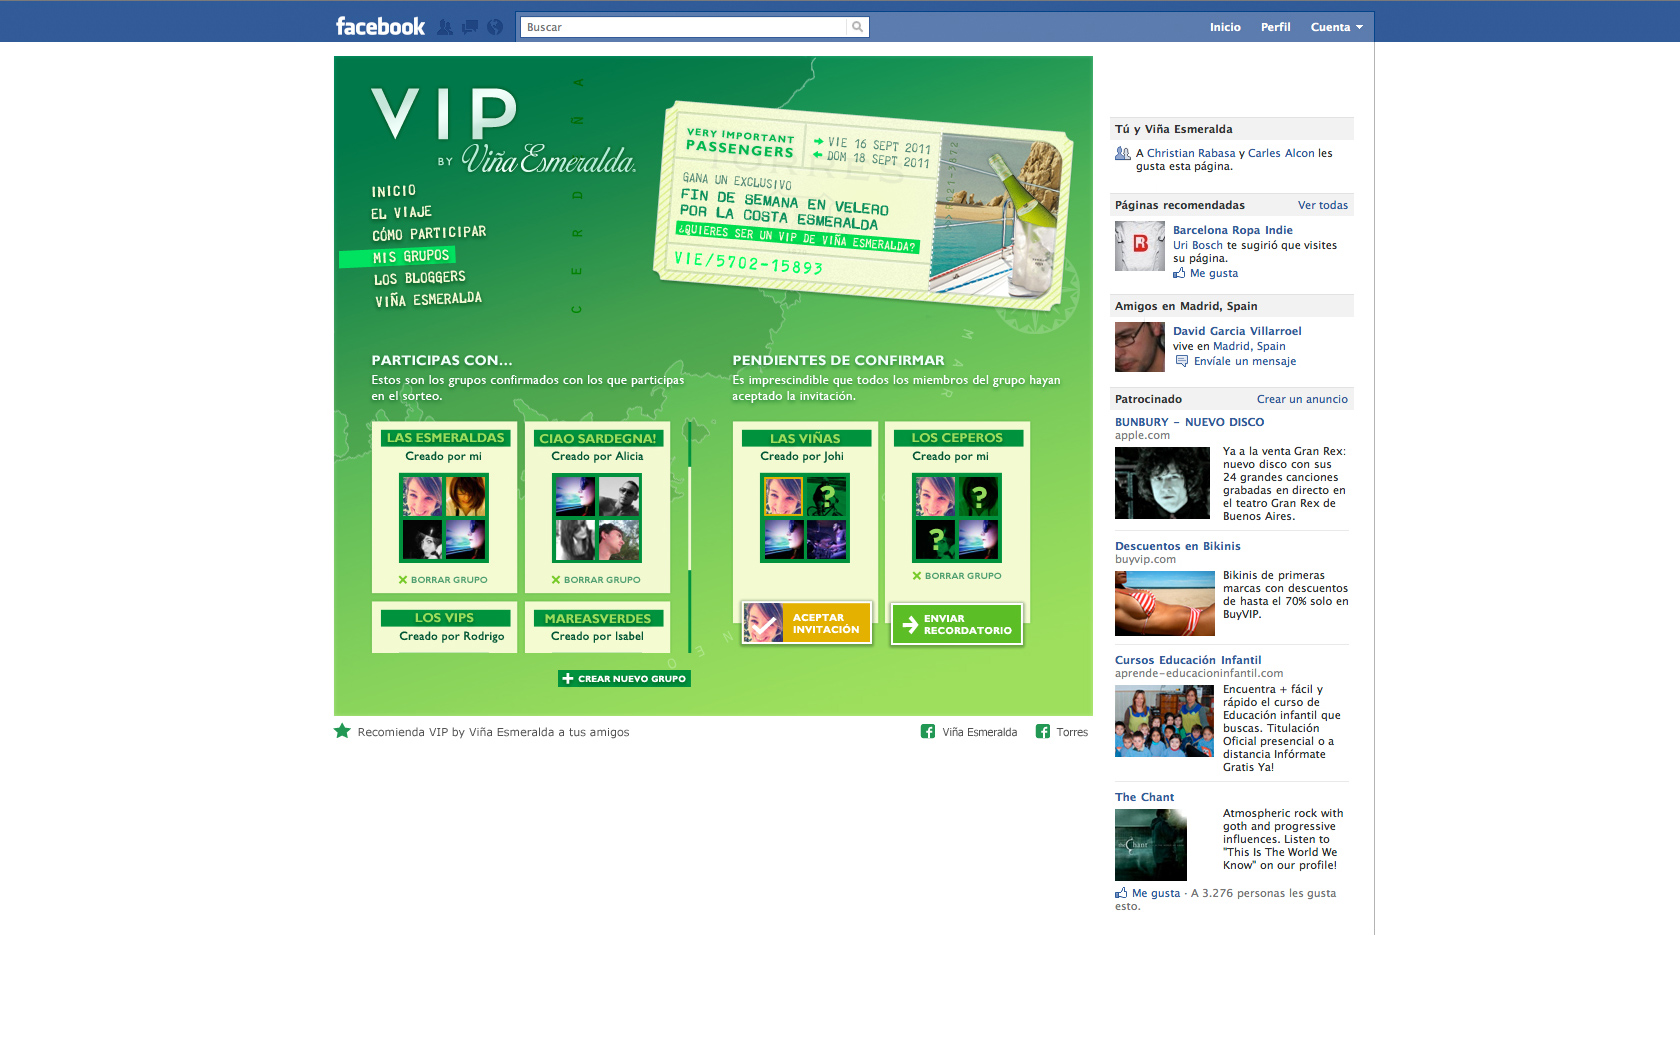 facebook
Buscar
Inicio Perfil Cuenta
VIP
BY Viña Esmeralda.
INICIO
EL VIAJE
CÓMO PARTICIPAR
MIS GRUPOS
LOS BLOGGERS
VIÑA ESMERALDA
CERDÑA
VERY IMPORTANT
PASSENGERS
VIE 16 SEPT 2011
DOM 18 SEPT 2011
GANA UN EXCLUSIVO
FIN DE SEMANA EN VELERO
POR LA COSTA ESMERALDA
¿QUIERES SER UN VIP DE VIÑA ESMERALDA?
VIE/5702-15893
MAR
PARTICIPAS CON...
Estos son los grupos confirmados con los que participas
en el sorteo.
LAS ESMERALDAS
Creado por mi
BORRAR GRUPO
CIAO SARDEGNA!
Creado por Alicia
BORRAR GRUPO
LOS VIPS
Creado por Rodrigo
MAREASVERDES
Creado por Isabel
CREAR NUEVO GRUPO
PENDIENTES DE CONFIRMAR
Es imprescindible que todos los miembros del grupo hayan
aceptado la invitación.
LAS VIÑAS
Creado por Johi
?
ACEPTAR
INVITACIÓN
LOS CEPEROS
Creado por mi
?
?
BORRAR GRUPO
ENVIAR
RECORDATORIO
Recomienda VIP by Viña Esmeralda a tus amigos
Viña Esmeralda
Torres
Tú y Viña Esmeralda
A Christian Rabasa y Carles Alcon les
gusta esta página.
Páginas recomendadas Ver todas
Barcelona Ropa Indie
Uri Bosch te sugirió que visites
su página.
Me gusta
Amigos en Madrid, Spain
David Garcia Villarroel
vive en Madrid, Spain
Envíale un mensaje
Patrocinado Crear un anuncio
BUNBURY - NUEVO DISCO
apple.com
Ya a la venta Gran Rex:
nuevo disco con sus
24 grandes canciones
grabadas en directo en
el teatro Gran Rex de
Buenos Aires.
Descuentos en Bikinis
buyvip.com
Bikinis de primeras
marcas con descuentos
de hasta el 70% solo en
BuyVIP.
Cursos Educación Infantil
aprende-educacioninfantil.com
Encuentra + fácil y
rápido el curso de
Educación infantil que
buscas. Titulación
Oficial presencial o a
distancia Infórmate
Gratis Ya!
The Chant
the Chant
Atmospheric rock with
goth and progressive
influences. Listen to
"This Is The World We
Know" on our profile!
Me gusta · A 3.276 personas les gusta
esto.